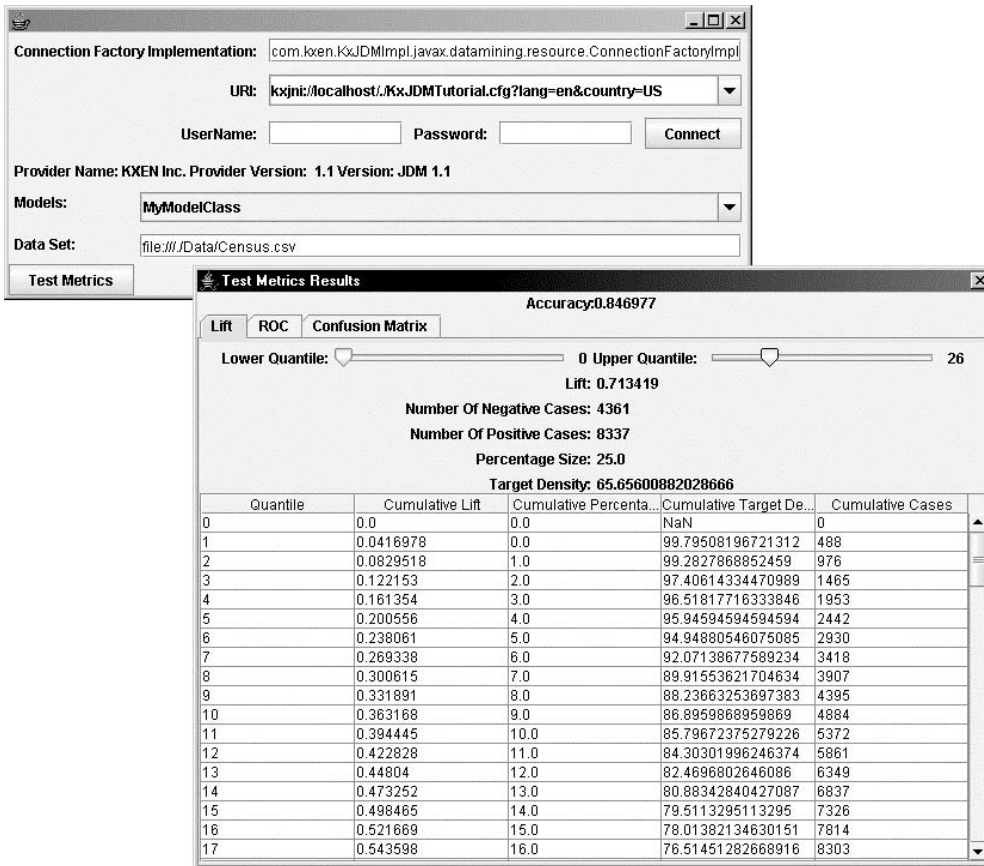 Connection Factory Implementation: com.kxen.KxJDMImpl.javax.datamining.resource.ConnectionFactoryImpl
URI: kxjni://localhost/./KxJDMTutorial.cfg?lang=en&country=US
UserName: Password: Connect
Provider Name: KXEN Inc. Provider Version: 1.1 Version: JDM 1.1
Models: MyModelClass
Data Set: file:///./Data/Census.csv
Test Metrics
Test Metrics Results
Accuracy:0.846977
Lift ROC Confusion Matrix
Lower Quantile: 0 Upper Quantile: 26
Lift: 0.713419
Number Of Negative Cases: 4361
Number Of Positive Cases: 8337
Percentage Size: 25.0
Target Density: 65.65600882028666
Quantile Cumulative Lift Cumulative Percenta... Cumulative Target De... Cumulative Cases
0 0.0 0.0 NaN 0
1 0.0416978 0.0 99.79508196721312 488
2 0.0829518 1.0 99.2827868852459 976
3 0.122153 2.0 97.40614334470989 1465
4 0.161354 3.0 96.51817716333846 1953
5 0.200556 4.0 95.94594594594594 2442
6 0.238061 5.0 94.94880546075085 2930
7 0.269338 6.0 92.07138677589234 3418
8 0.300615 7.0 89.91553621704634 3907
9 0.331891 8.0 88.23663253697383 4395
10 0.363168 9.0 86.8959868959869 4884
11 0.394445 10.0 85.79672375279226 5372
12 0.422828 11.0 84.30301996246374 5861
13 0.44804 12.0 82.4696802646086 6349
14 0.473252 13.0 80.88342840427087 6837
15 0.498465 14.0 79.5113295113295 7326
16 0.521669 15.0 78.01382134630151 7814
17 0.543598 16.0 76.51451282668916 8303